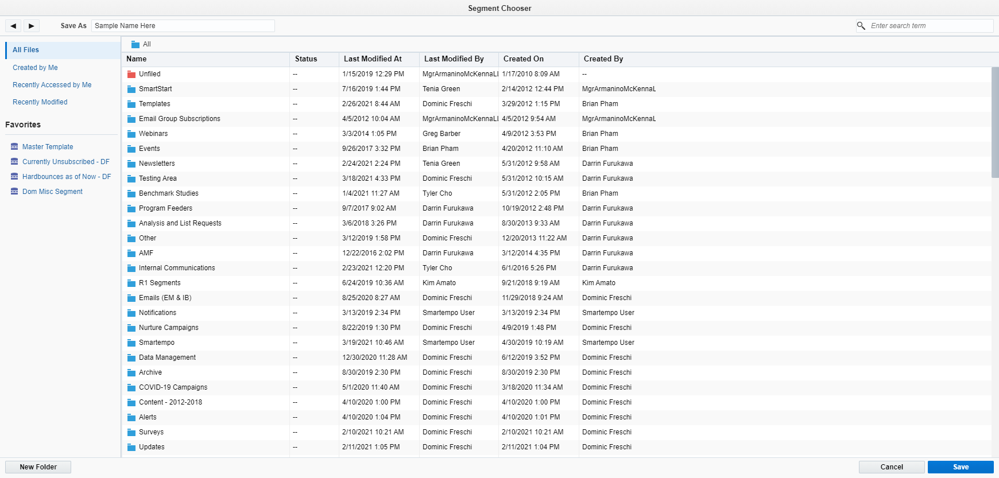 Segment Chooser
◀ ▶ Save As Sample Name Here Enter search term
All Files
Created by Me
Recently Accessed by Me
Recently Modified
Favorites
Master Template
Currently Unsubscribed - DF
Hardbounces as of Now - DF
Dom Misc Segment
All
Name Status Last Modified At Last Modified By Created On Created By
Unfiled -- 1/15/2019 12:29 PM MgrArmaninoMcKennaLL 1/17/2010 8:09 AM --
SmartStart -- 7/16/2019 1:44 PM Tenia Green 2/14/2012 12:44 PM MgrArmaninoMcKennaL
Templates -- 2/26/2021 8:44 AM Dominic Freschi 3/29/2012 1:15 PM Brian Pham
Email Group Subscriptions -- 4/5/2012 10:04 AM MgrArmaninoMcKennaLL 4/5/2012 9:54 AM MgrArmaninoMcKennaL
Webinars -- 3/3/2014 1:05 PM Greg Barber 4/9/2012 3:53 PM Brian Pham
Events -- 9/26/2017 3:32 PM Brian Pham 4/20/2012 11:10 AM Brian Pham
Newsletters -- 2/24/2021 2:24 PM Tenia Green 5/31/2012 9:58 AM Darrin Furukawa
Testing Area -- 3/18/2021 4:33 PM Dominic Freschi 5/31/2012 10:15 AM Darrin Furukawa
Benchmark Studies -- 1/4/2021 11:27 AM Tyler Cho 5/31/2012 2:05 PM Brian Pham
Program Feeders -- 9/7/2017 9:02 AM Darrin Furukawa 10/19/2012 2:48 PM Darrin Furukawa
Analysis and List Requests -- 3/6/2018 3:26 PM Darrin Furukawa 8/30/2013 9:33 AM Darrin Furukawa
Other -- 3/12/2019 1:58 PM Dominic Freschi 12/20/2013 11:22 AM Darrin Furukawa
AMF -- 12/22/2016 2:02 PM Darrin Furukawa 3/12/2014 4:35 PM Darrin Furukawa
Internal Communications -- 2/23/2021 12:20 PM Tyler Cho 6/1/2016 5:26 PM Darrin Furukawa
R1 Segments -- 6/24/2019 10:36 AM Kim Amato 9/21/2018 9:19 AM Kim Amato
Emails (EM & IB) -- 8/25/2020 8:27 AM Dominic Freschi 11/29/2018 9:24 AM Dominic Freschi
Notifications -- 3/13/2019 2:34 PM Smartempo User 3/13/2019 2:34 PM Smartempo User
Nurture Campaigns -- 8/22/2019 1:30 PM Dominic Freschi 4/9/2019 1:48 PM Dominic Freschi
Smartempo -- 3/19/2021 10:46 AM Smartempo User 4/30/2019 10:19 AM Smartempo User
Data Management -- 12/30/2020 11:28 AM Dominic Freschi 6/12/2019 3:52 PM Dominic Freschi
Archive -- 8/30/2019 2:30 PM Dominic Freschi 8/30/2019 2:30 PM Dominic Freschi
COVID-19 Campaigns -- 5/1/2020 11:40 AM Dominic Freschi 3/18/2020 11:34 AM Dominic Freschi
Content - 2012-2018 -- 4/10/2020 1:00 PM Dominic Freschi 4/10/2020 1:00 PM Dominic Freschi
Alerts -- 4/10/2020 1:04 PM Dominic Freschi 4/10/2020 1:01 PM Dominic Freschi
Surveys -- 2/10/2021 10:21 AM Dominic Freschi 2/10/2021 10:21 AM Dominic Freschi
Updates -- 2/11/2021 1:05 PM Dominic Freschi 2/11/2021 1:04 PM Dominic Freschi
New Folder Cancel Save